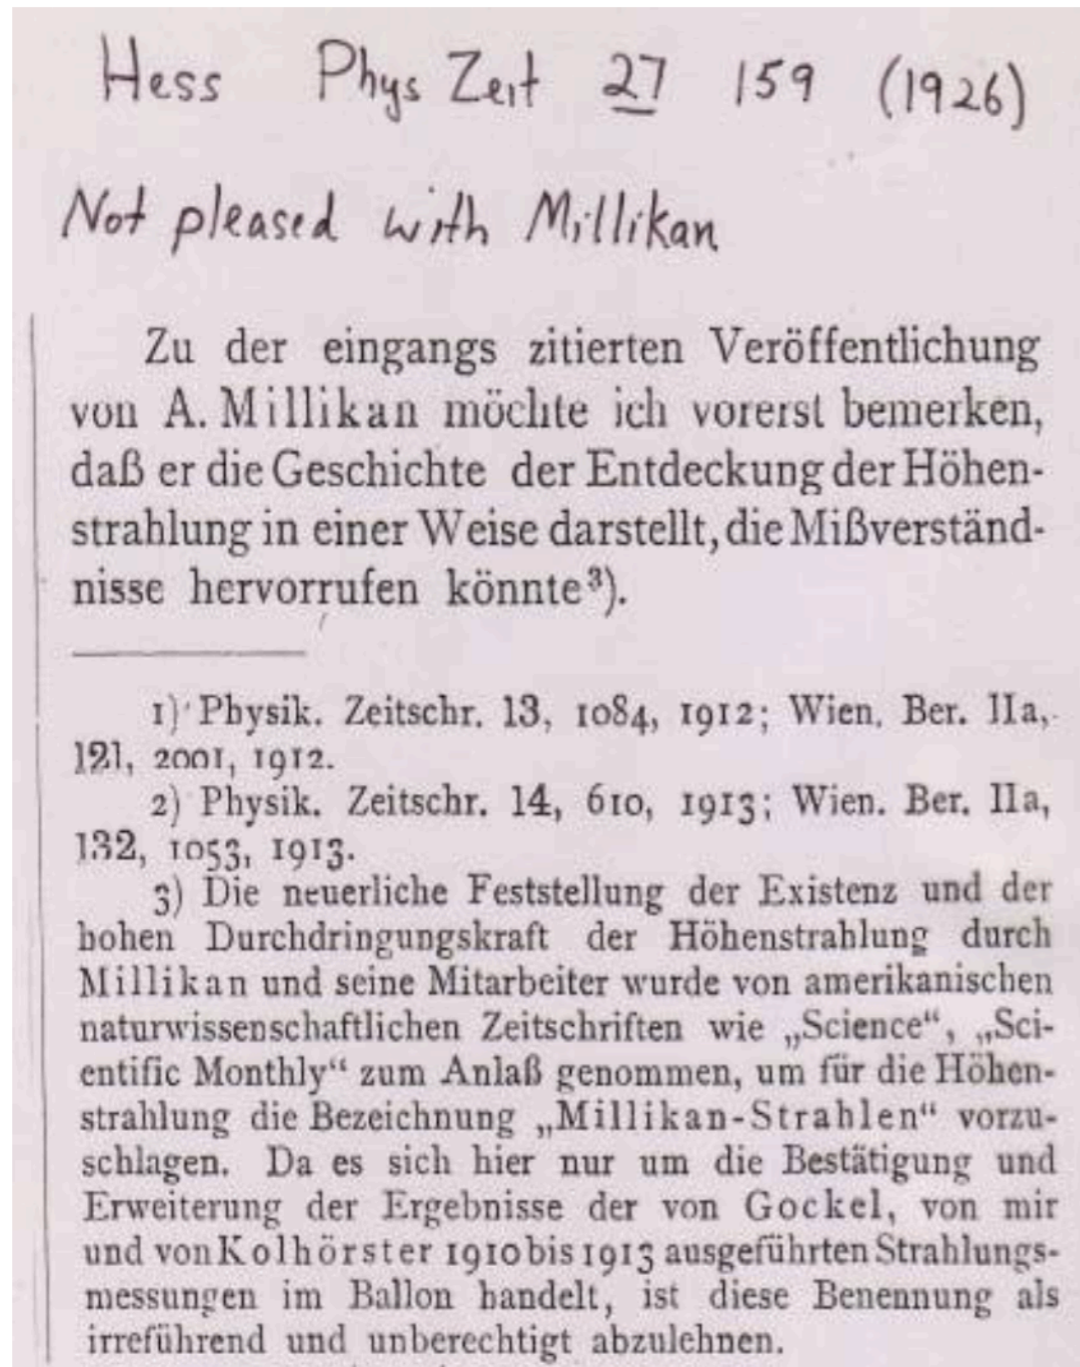 Hess Phys Zeit 27 159 (1926)
Not pleased with Millikan
Zu der eingangs zitierten Veröffentlichung
von A. Millikan möchte ich vorerst bemerken,
daß er die Geschichte der Entdeckung der Höhen-
strahlung in einer Weise darstellt, die Mißverständ-
nisse hervorrufen könnte³).
1) Physik. Zeitschr. 13, 1084, 1912; Wien. Ber. IIa,
121, 2001, 1912.
2) Physik. Zeitschr. 14, 610, 1913; Wien. Ber. IIa,
132, 1053, 1913.
3) Die neuerliche Feststellung der Existenz und der
hohen Durchdringungskraft der Höhenstrahlung durch
Millikan und seine Mitarbeiter wurde von amerikanischen
naturwissenschaftlichen Zeitschriften wie „Science“, „Sci-
entific Monthly“ zum Anlaß genommen, um für die Höhen-
strahlung die Bezeichnung „Millikan-Strahlen“ vorzu-
schlagen. Da es sich hier nur um die Bestätigung und
Erweiterung der Ergebnisse der von Gockel, von mir
und von Kolhörster 1910 bis 1913 ausgeführten Strahlungs-
messungen im Ballon handelt, ist diese Benennung als
irreführend und unberechtigt abzulehnen.